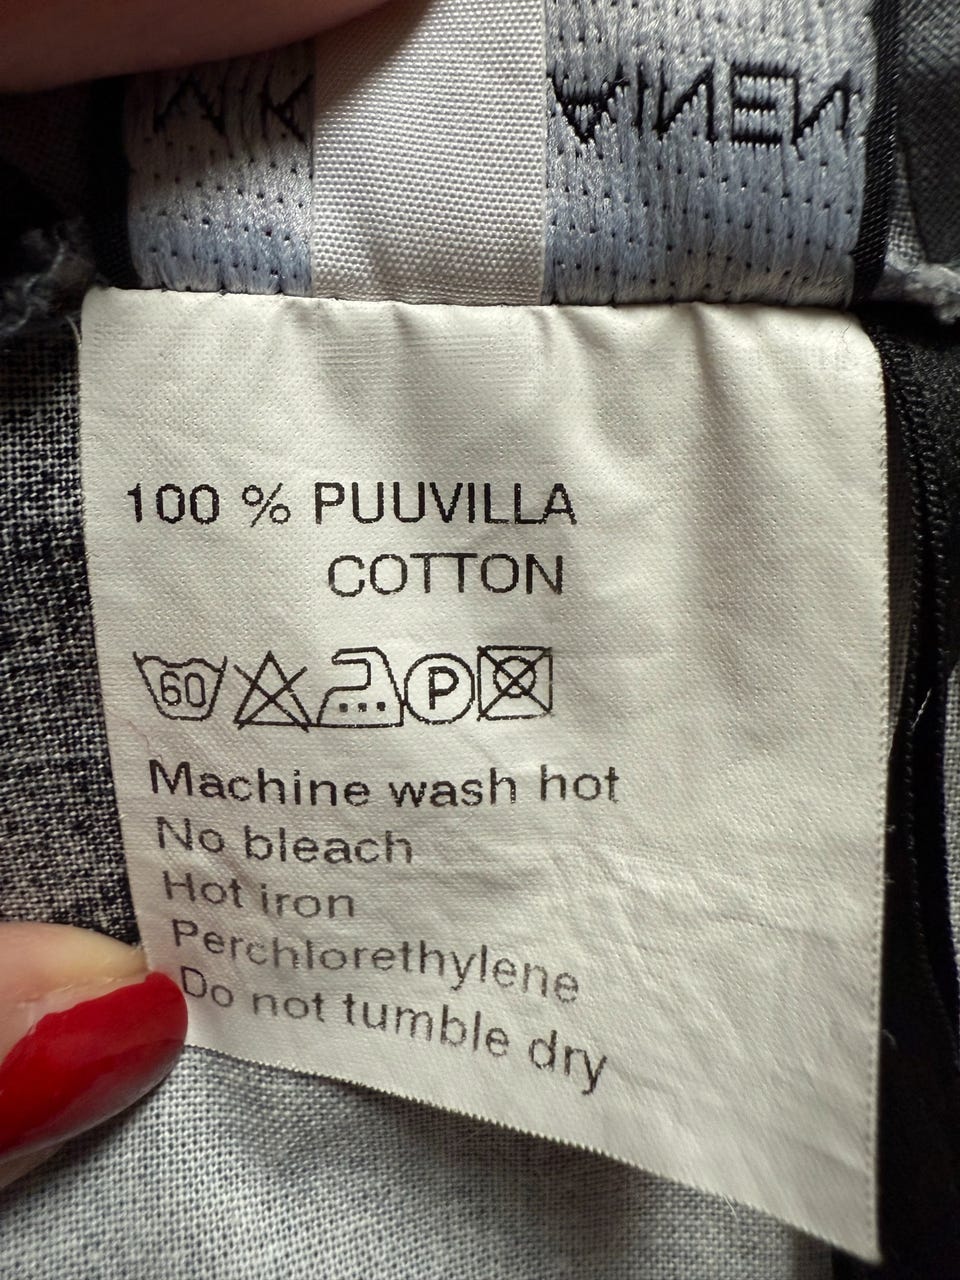 100 % PUUVILLA
COTTON
60 P
Machine wash hot
No bleach
Hot iron
Perchlorethylene
Do not tumble dry